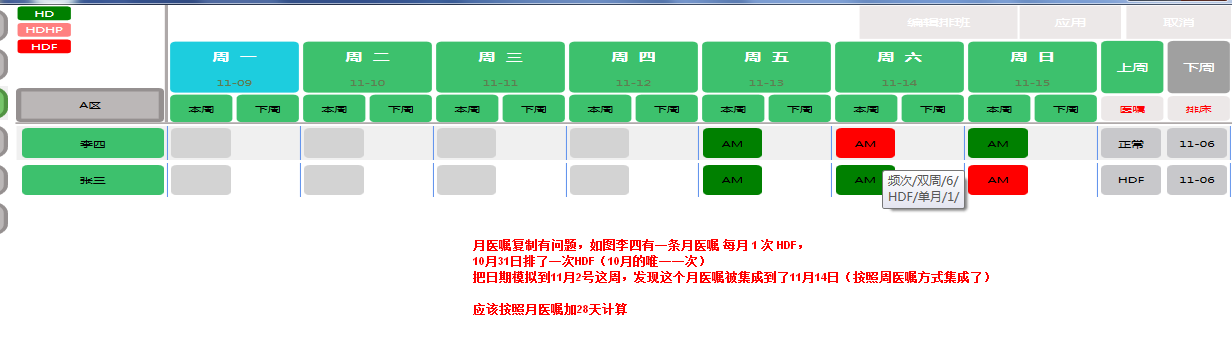 HD
HDHP
HDF
编辑排班 应用 取消
周 一 周 二 周 三 周 四 周 五 周 六 周 日 上周 下周
11-09 11-10 11-11 11-12 11-13 11-14 11-15
A区 本周 下周 本周 下周 本周 下周 本周 下周 本周 下周 本周 下周 本周 下周 医嘱 排序
李四 AM AM AM 正常 11-06
张三 AM AM AM HDF 11-06
频次/双周/6/
HDF/单月/1/
月医嘱复制有问题，如图李四有一条月医嘱 每月 1 次 HDF，
10月31日排了一次HDF（10月的唯一一次）
把日期模拟到11月2号这周，发现这个月医嘱被集成到了11月14日（按照周医嘱方式集成了）
应该按照月医嘱加28天计算